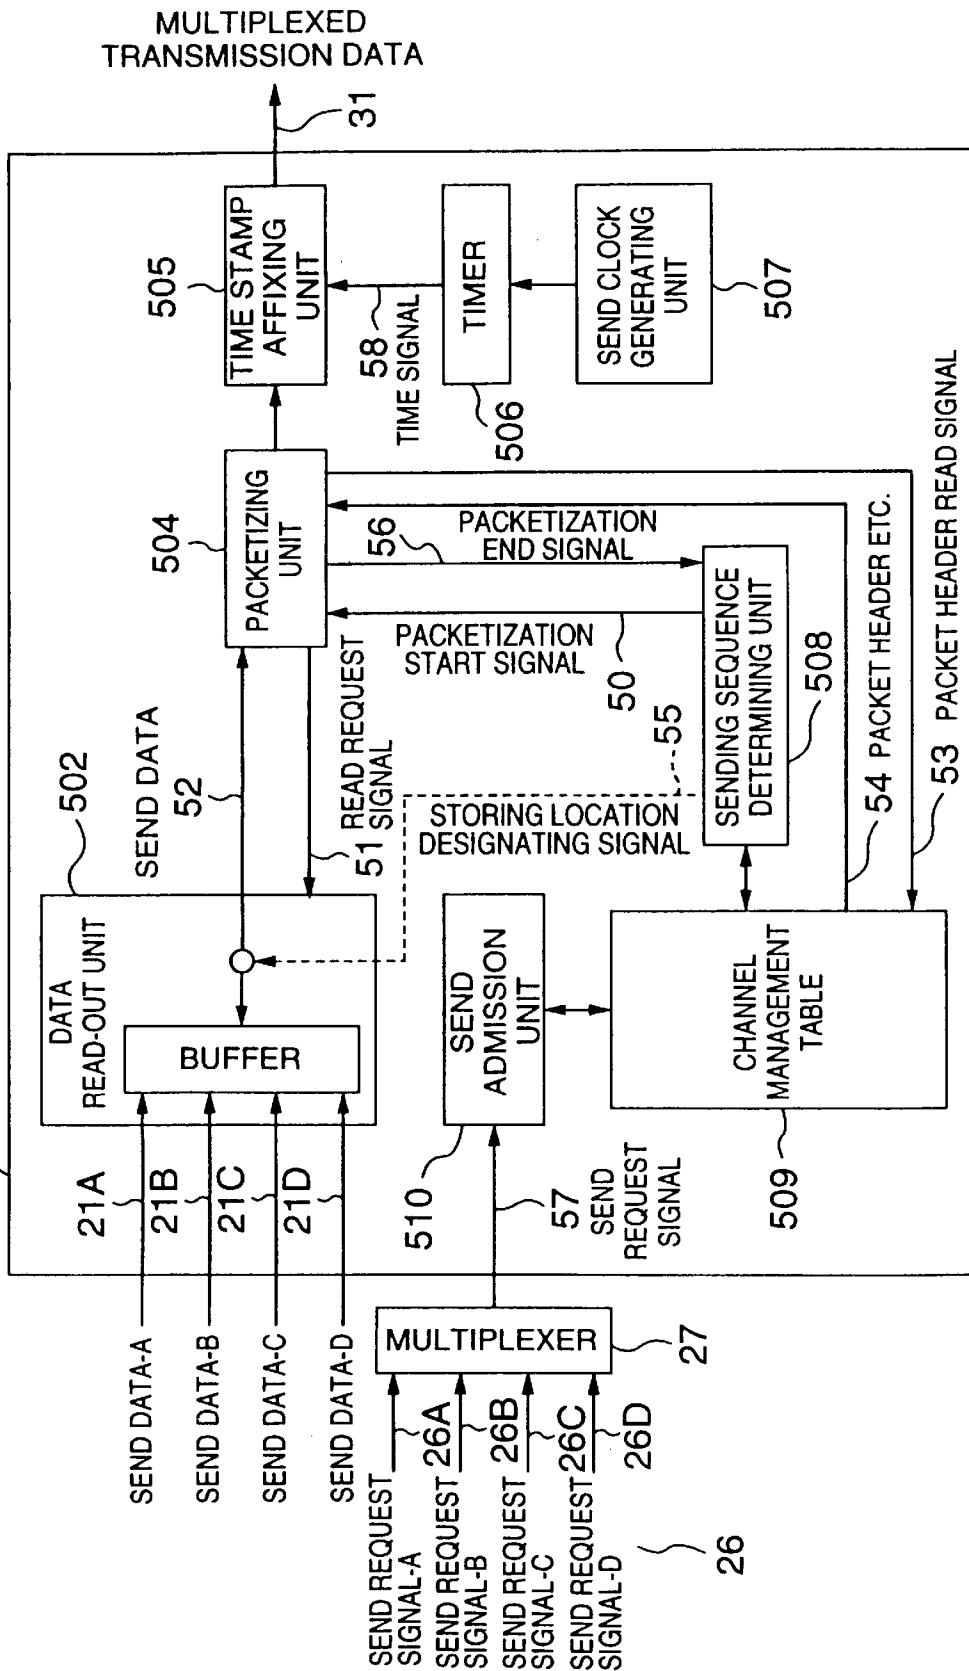 MULTIPLEXED
TRANSMISSION DATA
31
505
TIME STAMP
AFFIXING
UNIT
58
TIME SIGNAL
TIMER
506
SEND CLOCK
GENERATING
UNIT
507
504
PACKETIZING
UNIT
56
PACKETIZATION
END SIGNAL
PACKETIZATION
START SIGNAL
50
SENDING SEQUENCE
DETERMINING UNIT
508
54 PACKET HEADER ETC.
53 PACKET HEADER READ SIGNAL
SEND DATA
52
51 READ REQUEST
SIGNAL
55
STORING LOCATION
DESIGNATING SIGNAL
502
DATA
READ-OUT UNIT
BUFFER
21A
21B
21C
21D
SEND DATA-A
SEND DATA-B
SEND DATA-C
SEND DATA-D
SEND
ADMISSION
UNIT
510
57
SEND
REQUEST
SIGNAL
CHANNEL
MANAGEMENT
TABLE
509
MULTIPLEXER
27
26A
26B
26C
26D
SEND REQUEST
SIGNAL-A
SEND REQUEST
SIGNAL-B
SEND REQUEST
SIGNAL-C
SEND REQUEST
SIGNAL-D
26